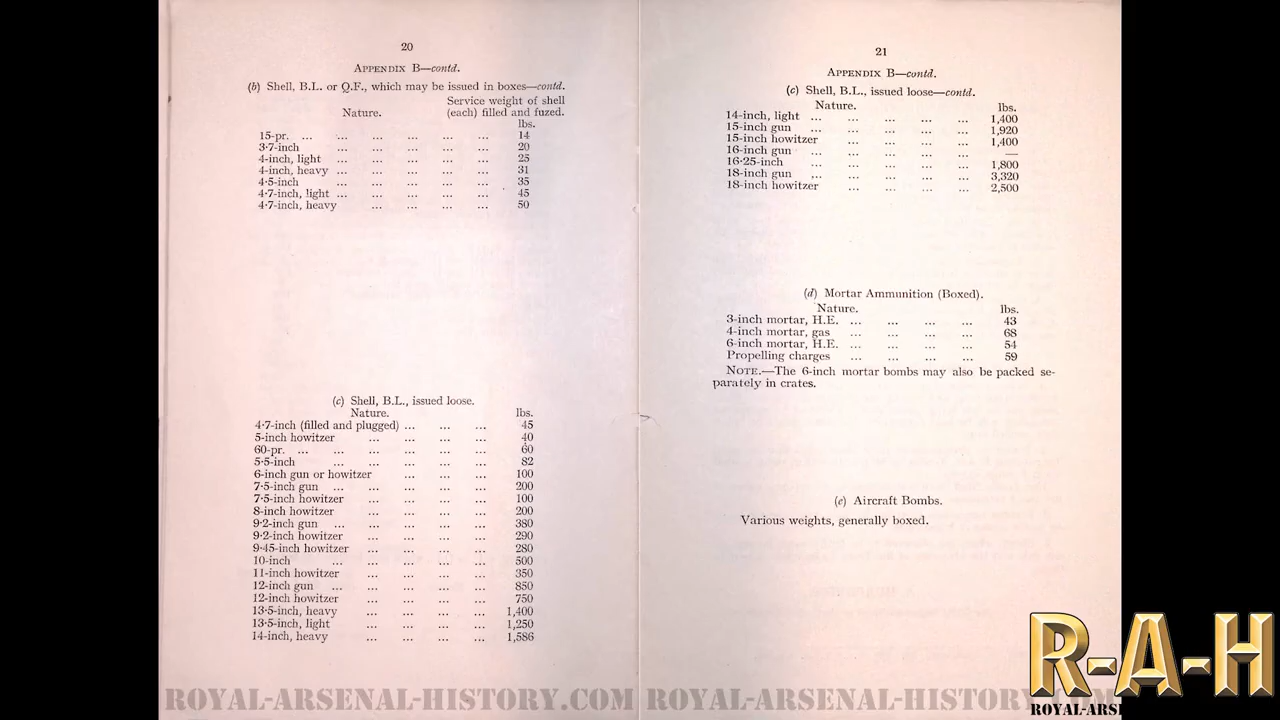 20
APPENDIX B—contd.
(b) Shell, B.L. or Q.F., which may be issued in boxes—contd.
Nature. Service weight of shell (each) filled and fuzed.
lbs.
15-pr. ... ... ... ... ... ... 14
3·7-inch ... ... ... ... ... 20
4-inch, light ... ... ... ... ... 25
4-inch, heavy ... ... ... ... ... 31
4·5-inch ... ... ... ... ... 35
4·7-inch, light ... ... ... ... ... 45
4·7-inch, heavy ... ... ... ... 50
(c) Shell, B.L., issued loose.
Nature. lbs.
4·7-inch (filled and plugged) ... ... ... 45
5-inch howitzer ... ... ... ... 40
60-pr. ... ... ... ... ... ... 60
5·5-inch ... ... ... ... ... 82
6-inch gun or howitzer ... ... ... 100
7·5-inch gun ... ... ... ... ... 200
7·5-inch howitzer ... ... ... ... 100
8-inch howitzer ... ... ... ... 200
9·2-inch gun ... ... ... ... ... 380
9·2-inch howitzer ... ... ... ... 290
9·45-inch howitzer ... ... ... ... 280
10-inch ... ... ... ... ... 500
11-inch howitzer ... ... ... ... 350
12-inch gun ... ... ... ... ... 850
12-inch howitzer ... ... ... ... 750
13·5-inch, heavy ... ... ... ... 1,400
13·5-inch, light ... ... ... ... 1,250
14-inch, heavy ... ... ... ... 1,586
21
APPENDIX B—contd.
(c) Shell, B.L., issued loose—contd.
Nature. lbs.
14-inch, light ... ... ... ... ... 1,400
15-inch gun ... ... ... ... ... 1,920
15-inch howitzer ... ... ... ... 1,400
16-inch gun ... ... ... ... ... —
16·25-inch ... ... ... ... 1,800
18-inch gun ... ... ... ... ... 3,320
18-inch howitzer ... ... ... ... 2,500
(d) Mortar Ammunition (Boxed).
Nature. lbs.
3-inch mortar, H.E. ... ... ... ... 43
4-inch mortar, gas ... ... ... ... 68
6-inch mortar, H.E. ... ... ... ... 54
Propelling charges ... ... ... ... 59
NOTE.—The 6-inch mortar bombs may also be packed se-
parately in crates.
(e) Aircraft Bombs.
Various weights, generally boxed.
ROYAL-ARSENAL-HISTORY.COM ROYAL-ARSENAL-HISTORY.COM
R-A-H
ROYAL-ARSE